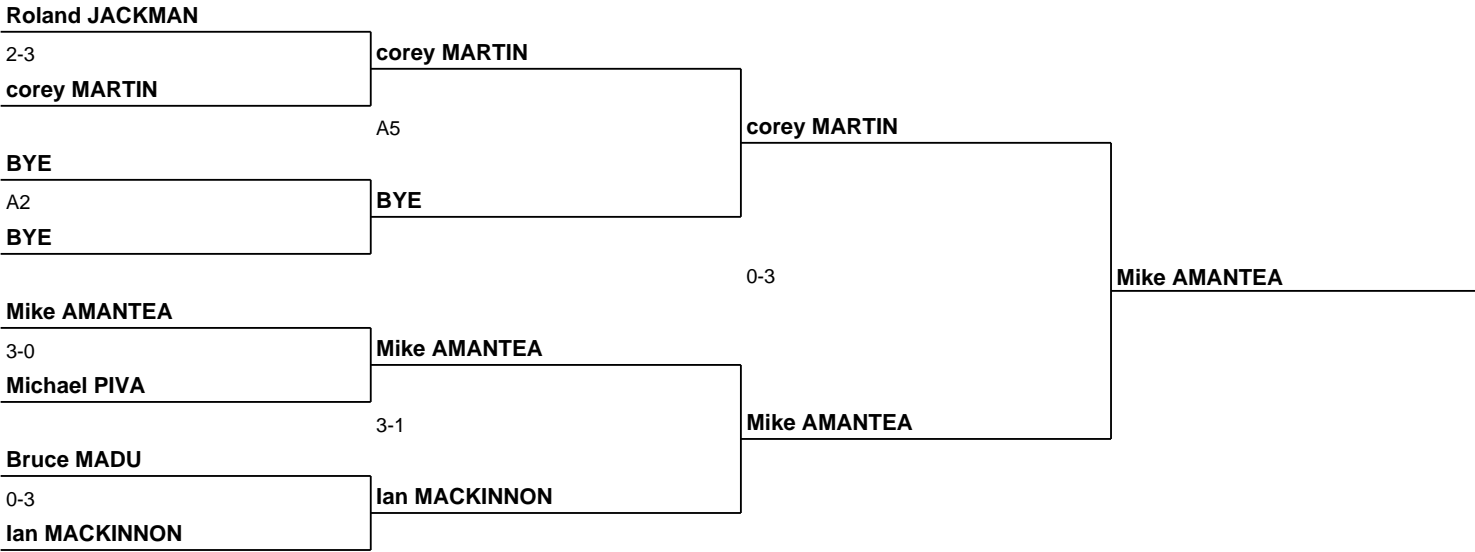 Roland JACKMAN
2-3
corey MARTIN
corey MARTIN
A5
corey MARTIN
BYE
A2
BYE
BYE
0-3
Mike AMANTEA
Mike AMANTEA
3-0
Mike AMANTEA
Michael PIVA
3-1
Mike AMANTEA
Bruce MADU
0-3
Ian MACKINNON
Ian MACKINNON